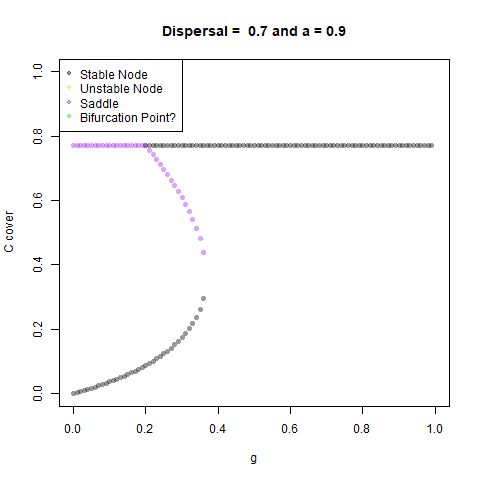 Dispersal =  0.7 and a = 0.9
Stable Node
Unstable Node
Saddle
Bifurcation Point?
1.0
0.8
0.6
0.4
0.2
0.0
C cover
0.0 0.2 0.4 0.6 0.8 1.0
g